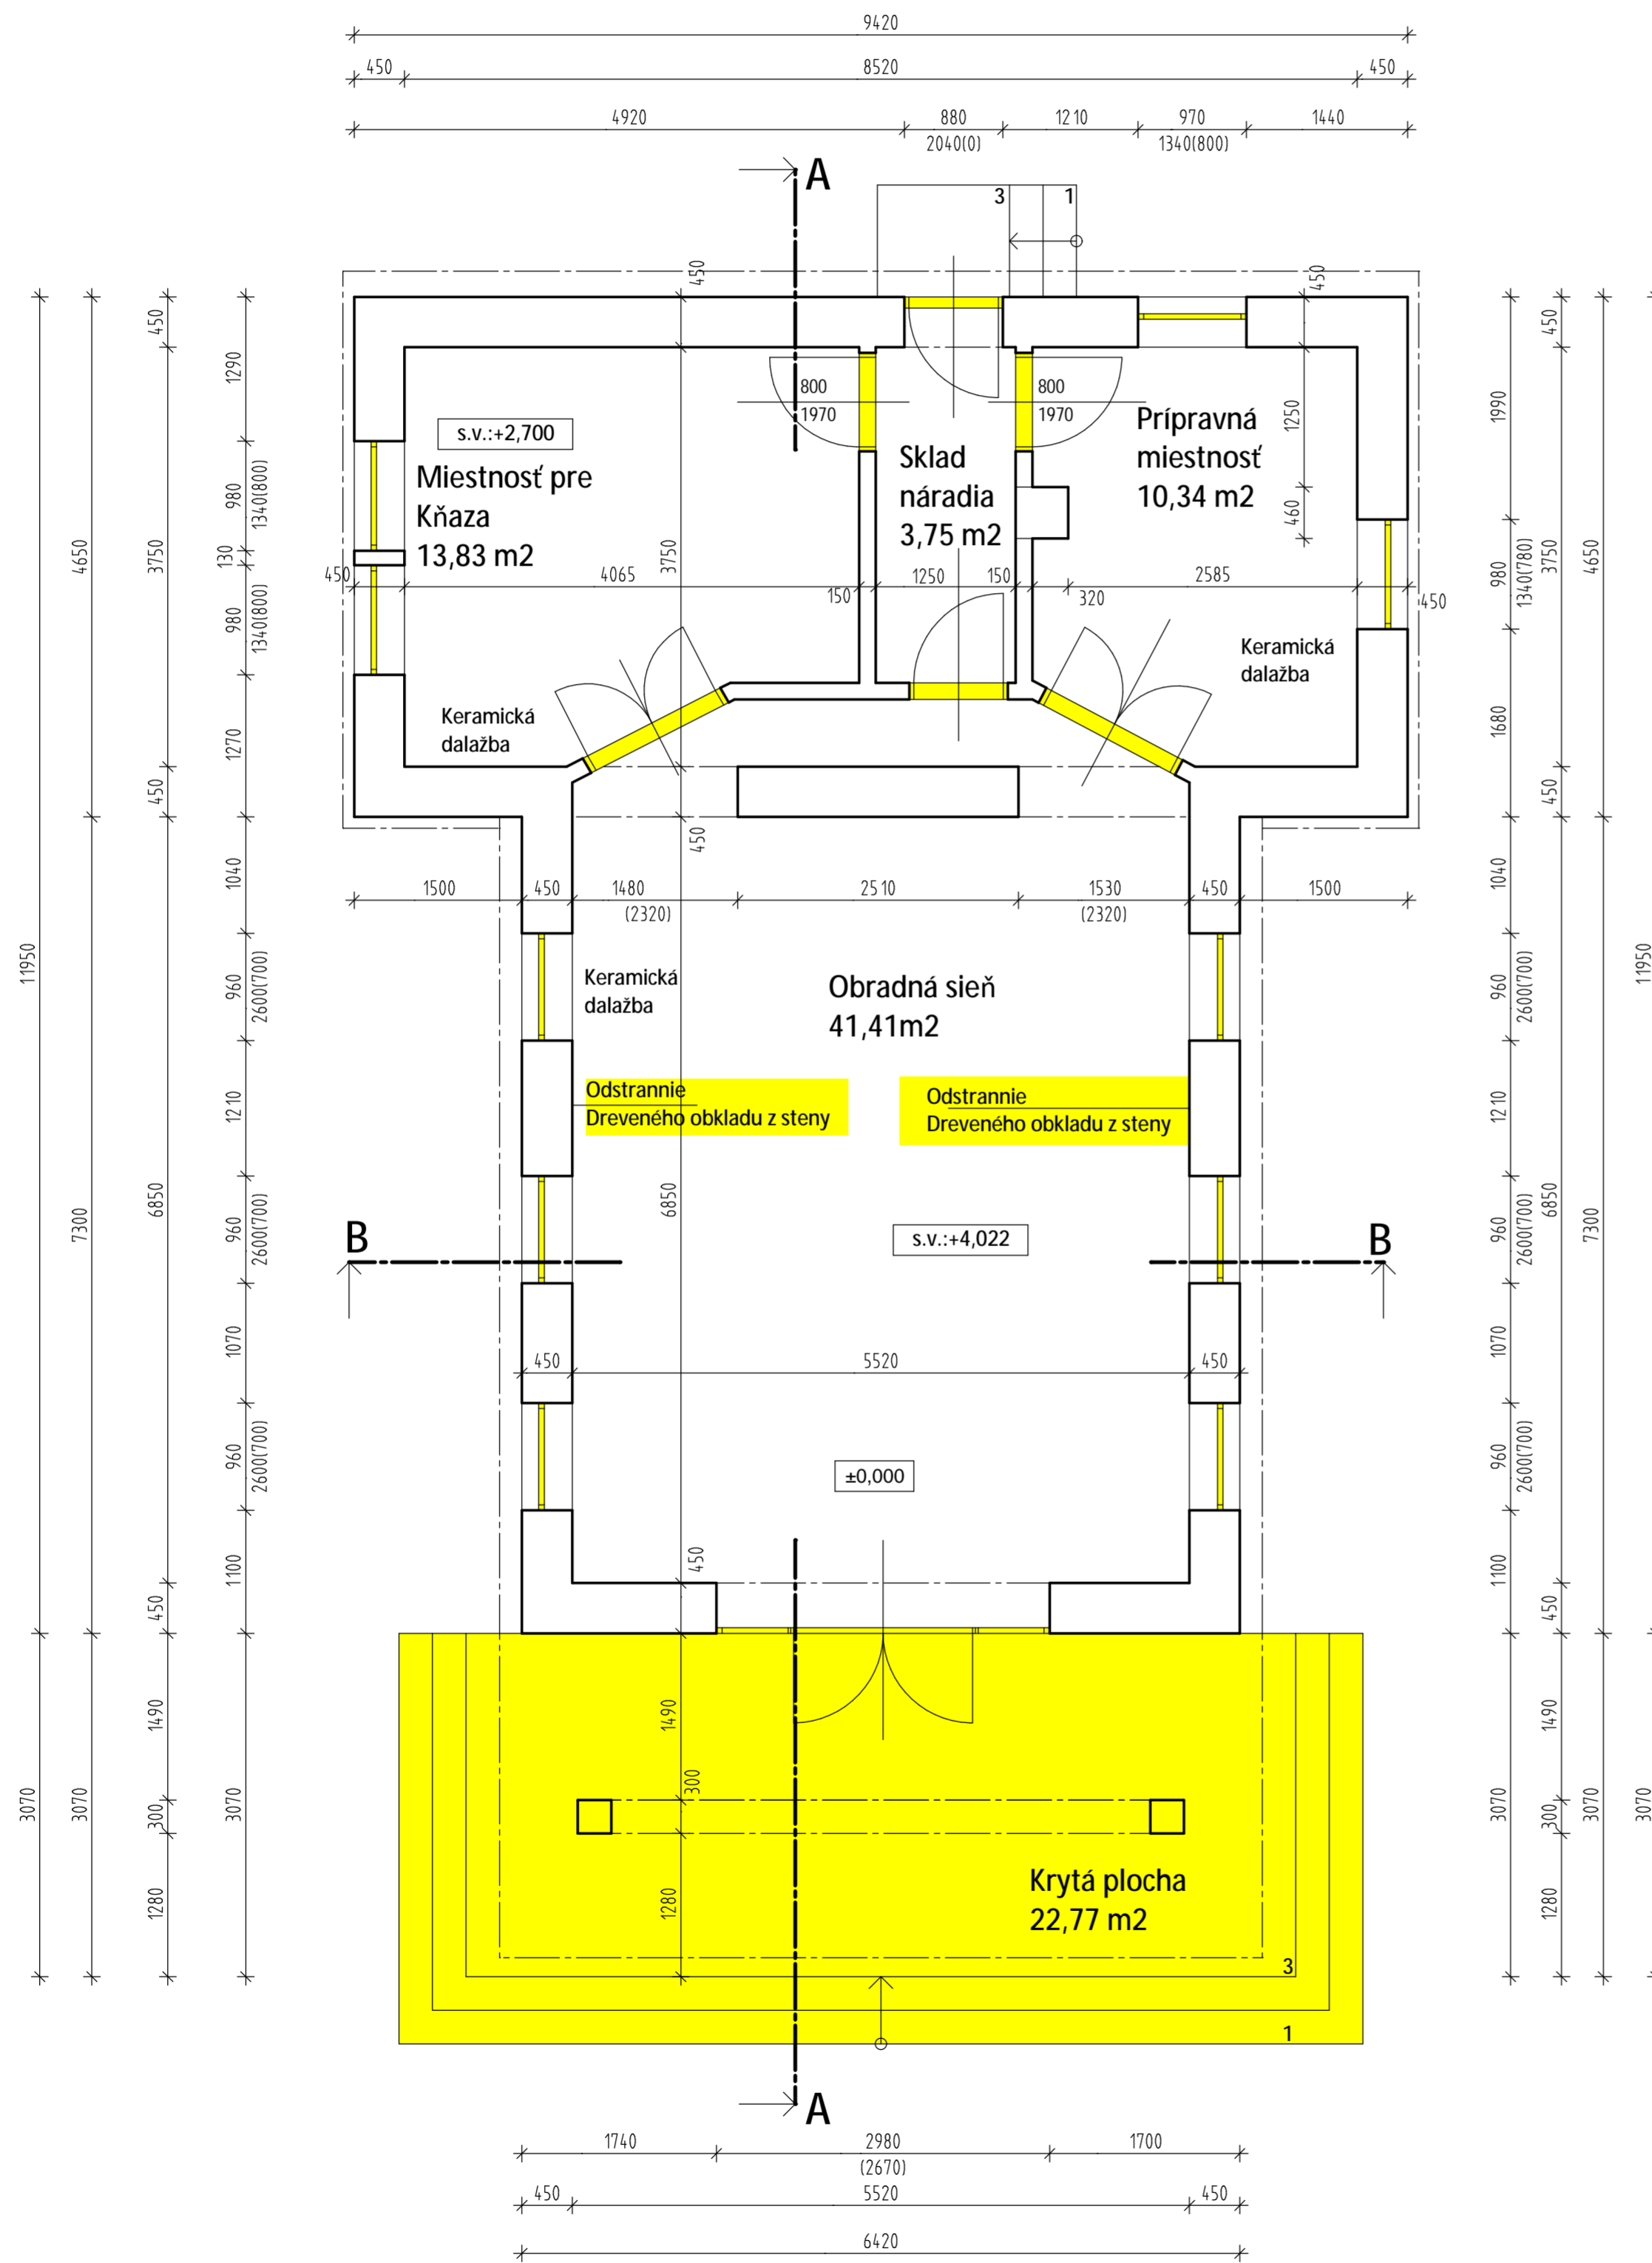 9420
450 8520 450
4920 880 1210 970 1440
2040(0) 1340(800)
A
3 1
450 450
800
1970
800
1970
s.v.:+2,700
Miestnosť pre
Kňaza
13,83 m2
Sklad
náradia
3,75 m2
Prípravná
miestnosť
10,34 m2
1250
460
3750
450 4065 150 1250 150 320 2585 450
Keramická
dalažba
Keramická
dalažba
450
1500 450 1480 2510 1530 450 1500
(2320) (2320)
Keramická
dalažba
Obradná sieň
41,41m2
Odstrannie
Dreveného obkladu z steny
Odstrannie
Dreveného obkladu z steny
6850
s.v.:+4,022
B B
450 5520 450
±0,000
450
1490
300
1280
Krytá plocha
22,77 m2
3
1
A
1740 2980 1700
(2670)
450 5520 450
6420
11950
3070
4650
7300
3070
450
3750
450
6850
450
1490
300
1280
1290
980
1340(800)
130
980
1340(800)
1270
1040
960
2600(700)
1210
960
2600(700)
1070
960
2600(700)
1100
3070
1990
980
1340(780)
1680
1040
960
2600(700)
1210
960
2600(700)
1070
960
2600(700)
1100
3070
450
3750
450
6850
450
1490
300
1280
4650
7300
3070
11950
3070